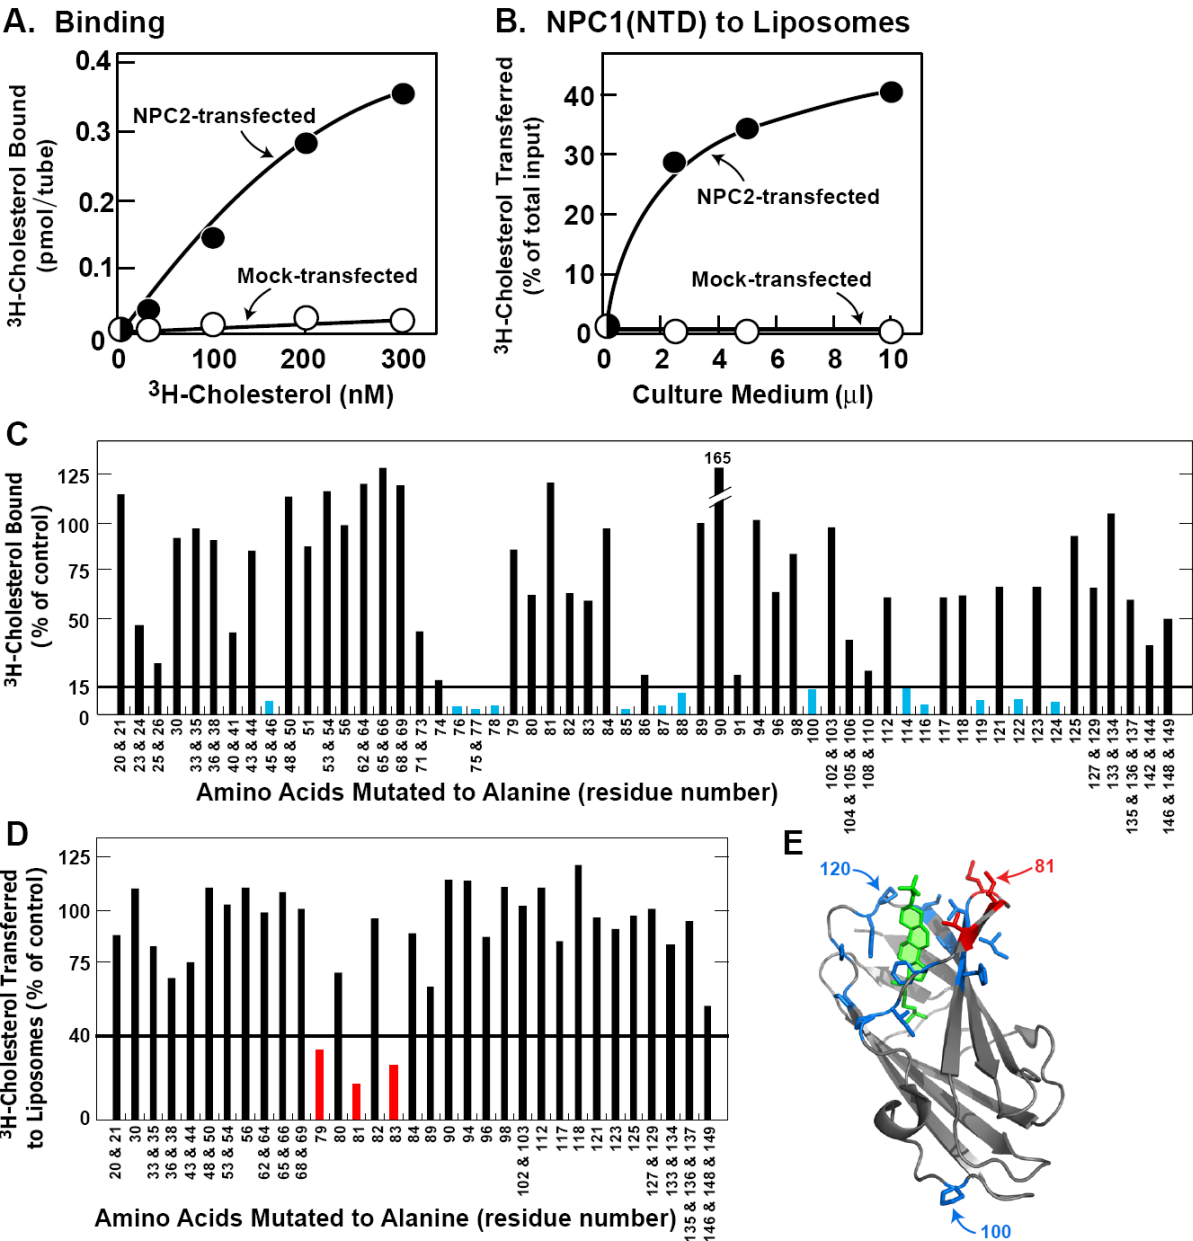 A. Binding
³H-Cholesterol Bound
(pmol/tube)
0.4
0.3
0.2
0.1
0
NPC2-transfected
Mock-transfected
0 100 200 300
³H-Cholesterol (nM)
B. NPC1(NTD) to Liposomes
³H-Cholesterol Transferred
(% of total input)
40
30
20
10
0
NPC2-transfected
Mock-transfected
0 2 4 6 8 10
Culture Medium (μl)
C
³H-Cholesterol Bound
(% of control)
125
100
75
50
15
0
165
20 & 21
23 & 24
25 & 26
30
33 & 35
36 & 38
40 & 41
43 & 44
45 & 46
48 & 50
51
53 & 54
56
62 & 64
65 & 66
68 & 69
71 & 73
74
76
75 & 77
78
79
80
81
82
83
84
85
86
87
88
89
90
91
94
96
98
100
102 & 103
104 & 105 & 106
108 & 110
112
114
116
117
118
119
121
122
123
124
125
127 & 129
133 & 134
135 & 136 & 137
142 & 144
146 & 148 & 149
Amino Acids Mutated to Alanine (residue number)
D
³H-Cholesterol Transferred
to Liposomes (% of control)
125
100
75
40
0
20 & 21
30
33 & 35
36 & 38
43 & 44
48 & 50
53 & 54
56
62 & 64
65 & 66
68 & 69
79
80
81
82
83
84
89
90
94
96
98
102 & 103
112
117
118
121
123
125
127 & 129
133 & 134
135 & 136 & 137
146 & 148 & 149
Amino Acids Mutated to Alanine (residue number)
E
120
81
100